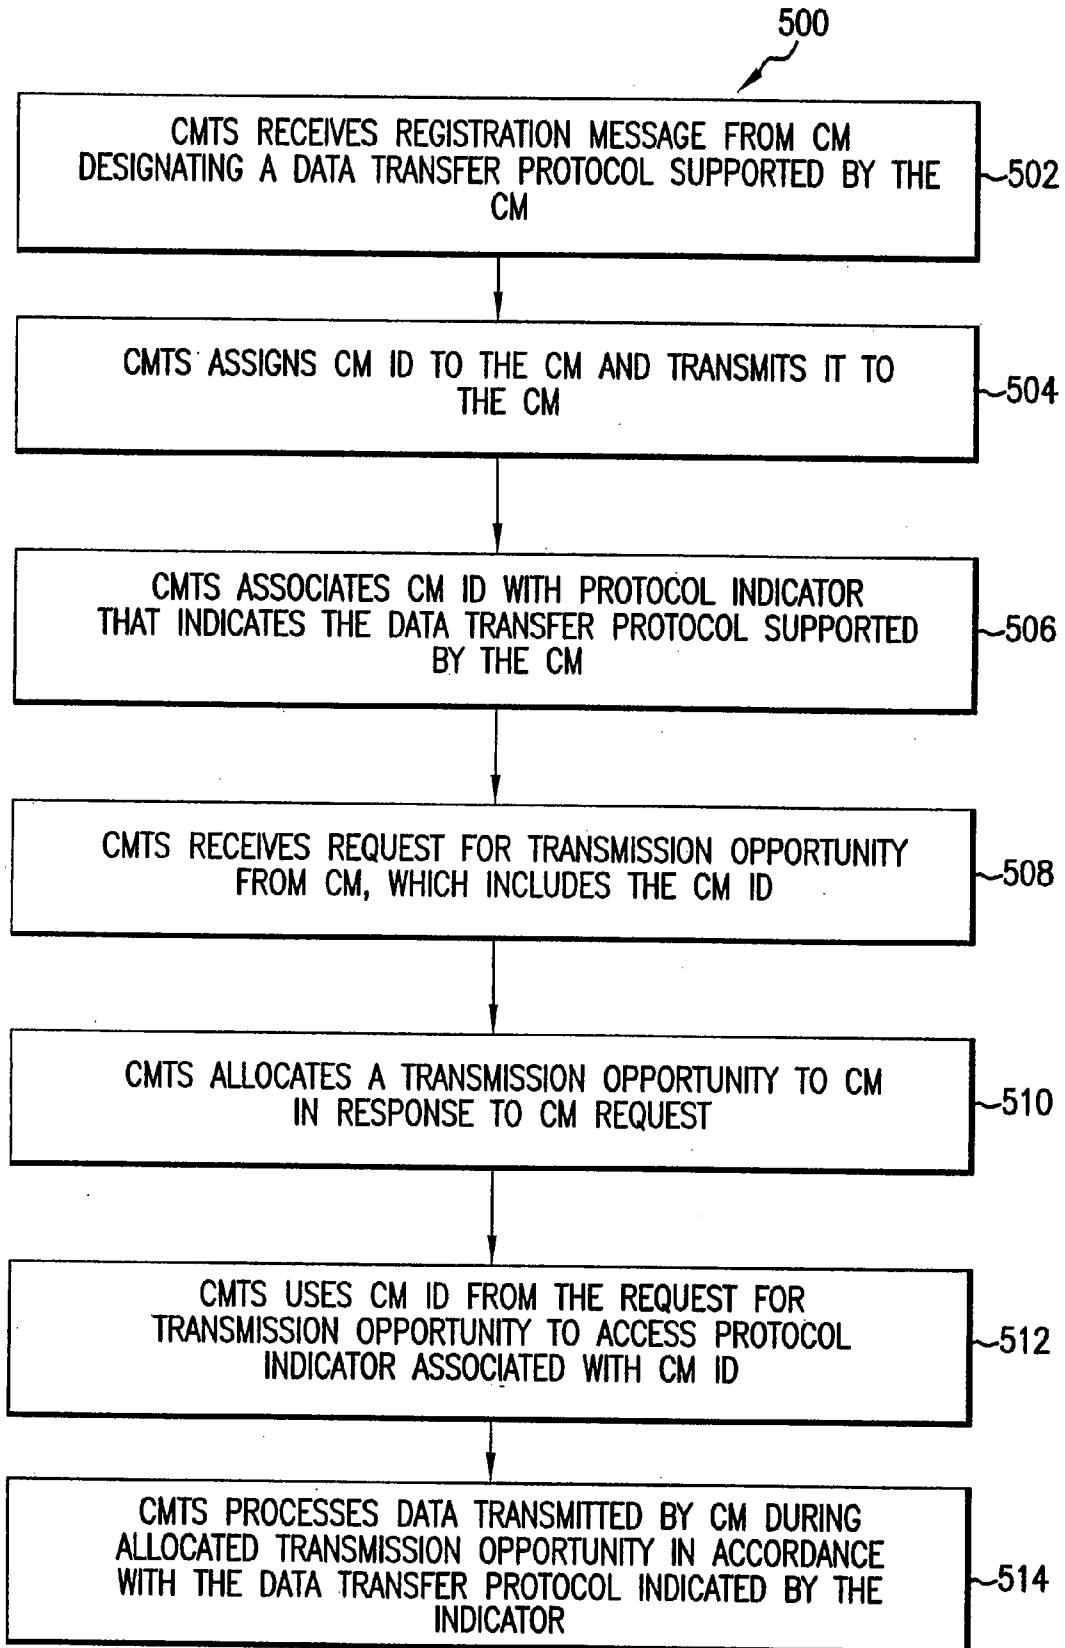 500
CMTS RECEIVES REGISTRATION MESSAGE FROM CM
DESIGNATING A DATA TRANSFER PROTOCOL SUPPORTED BY THE
CM
502
CMTS ASSIGNS CM ID TO THE CM AND TRANSMITS IT TO
THE CM
504
CMTS ASSOCIATES CM ID WITH PROTOCOL INDICATOR
THAT INDICATES THE DATA TRANSFER PROTOCOL SUPPORTED
BY THE CM
506
CMTS RECEIVES REQUEST FOR TRANSMISSION OPPORTUNITY
FROM CM, WHICH INCLUDES THE CM ID
508
CMTS ALLOCATES A TRANSMISSION OPPORTUNITY TO CM
IN RESPONSE TO CM REQUEST
510
CMTS USES CM ID FROM THE REQUEST FOR
TRANSMISSION OPPORTUNITY TO ACCESS PROTOCOL
INDICATOR ASSOCIATED WITH CM ID
512
CMTS PROCESSES DATA TRANSMITTED BY CM DURING
ALLOCATED TRANSMISSION OPPORTUNITY IN ACCORDANCE
WITH THE DATA TRANSFER PROTOCOL INDICATED BY THE
INDICATOR
514